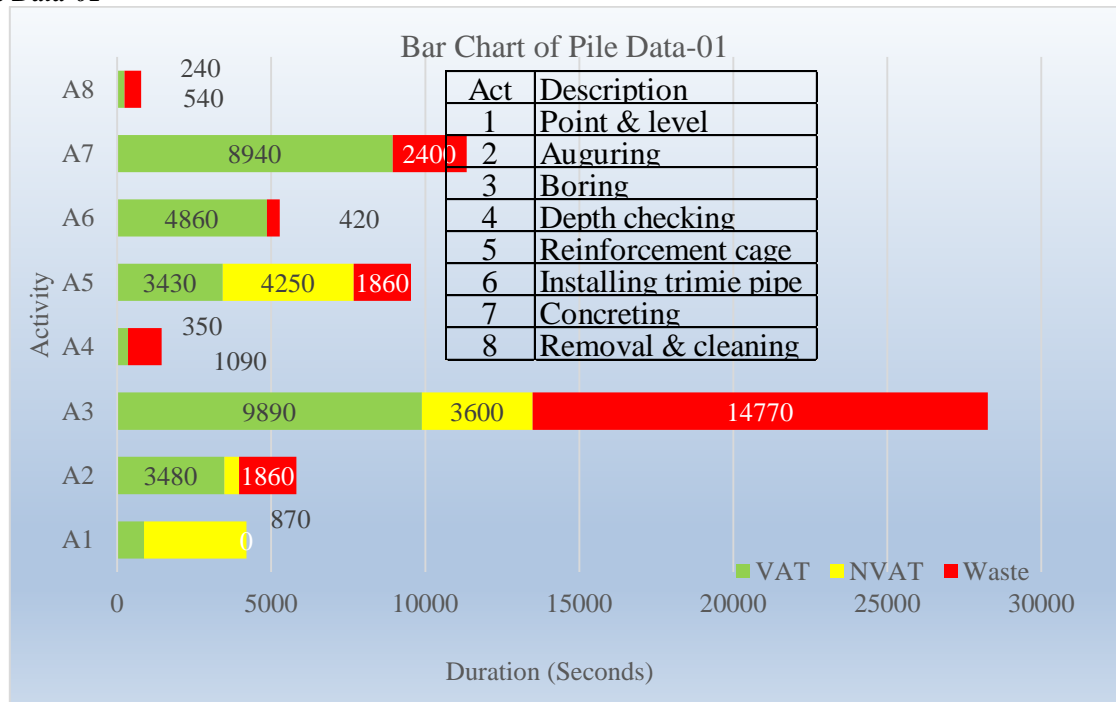 Data-01
Bar Chart of Pile Data-01
Act Description
1 Point & level
2 Auguring
3 Boring
4 Depth checking
5 Reinforcement cage
6 Installing trimie pipe
7 Concreting
8 Removal & cleaning
Activity
A8 240
540
A7 8940 2400
A6 4860 420
A5 3430 4250 1860
A4 350
1090
A3 9890 3600 14770
A2 3480 1860
A1 870
0
VAT NVAT Waste
0 5000 10000 15000 20000 25000 30000
Duration (Seconds)